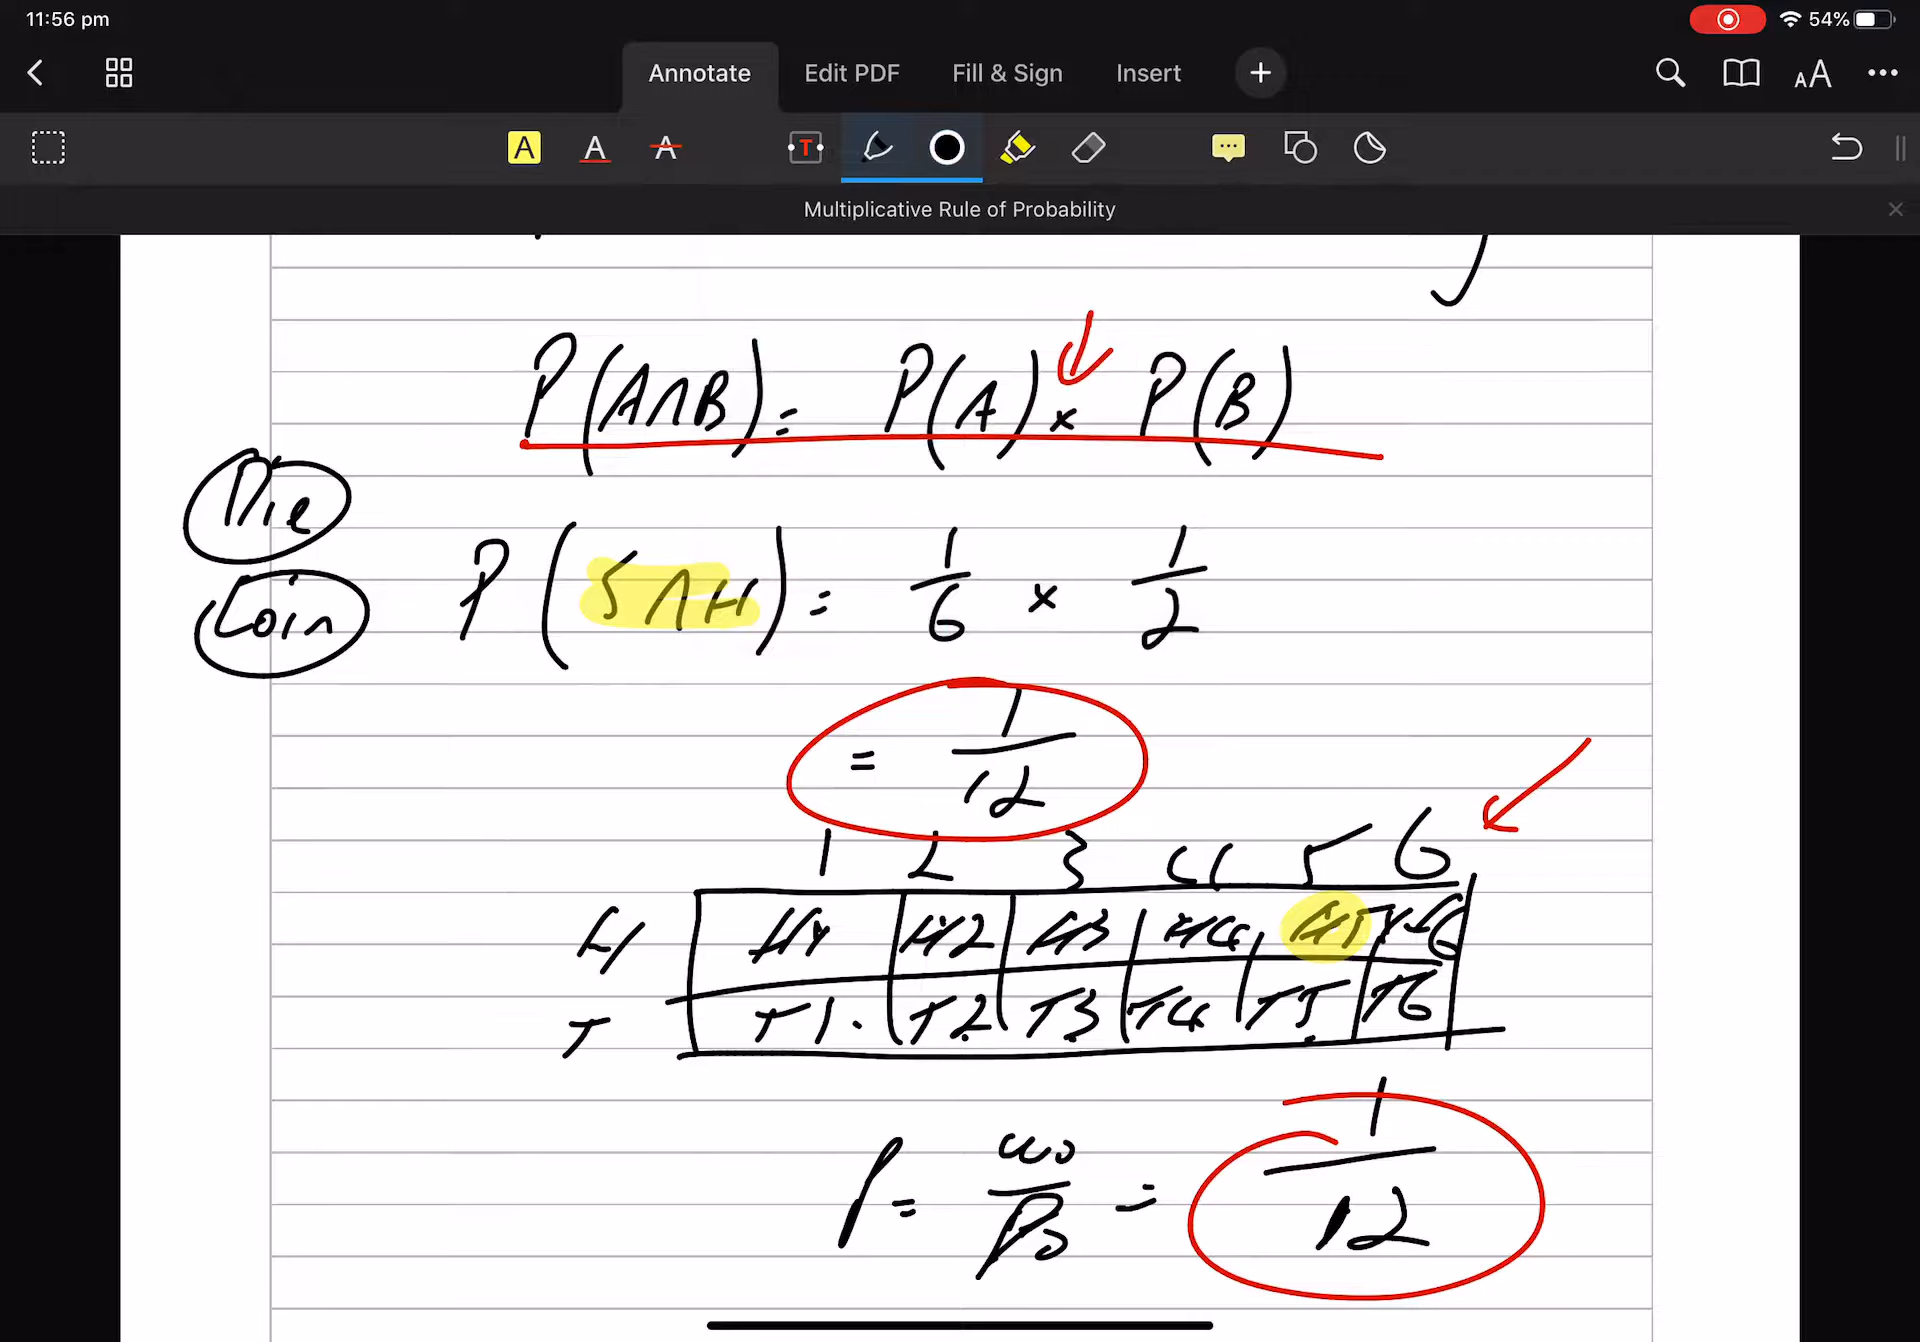 11:56 pm
54%
Annotate Edit PDF Fill & Sign Insert
Multiplicative Rule of Probability
P(A∩B) = P(A) × P(B)
Die
Coin
P(5∩H) = 1/6 × 1/2
= 1/12
1 2 3 4 5 6
H H1 H2 H3 H4 H5 H6
T T1 T2 T3 T4 T5 T6
P = wo/Po = 1/12